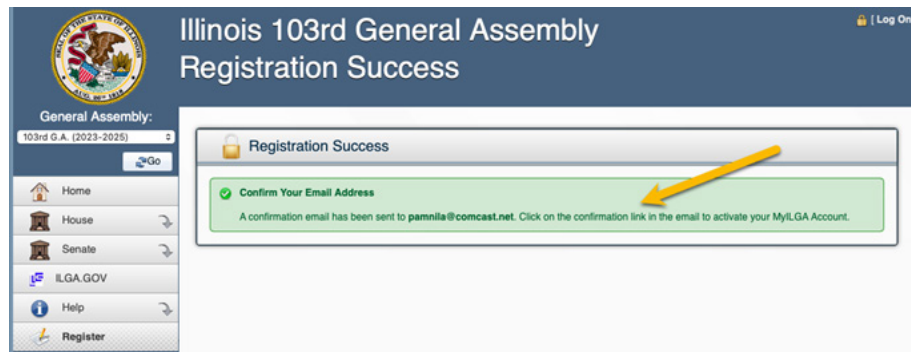 Illinois 103rd General Assembly
Registration Success
[ Log On
General Assembly:
103rd G.A. (2023-2025)
Go
Home
House
Senate
ILGA.GOV
Help
Register
Registration Success
Confirm Your Email Address
A confirmation email has been sent to pamnila@comcast.net. Click on the confirmation link in the email to activate your MyILGA Account.